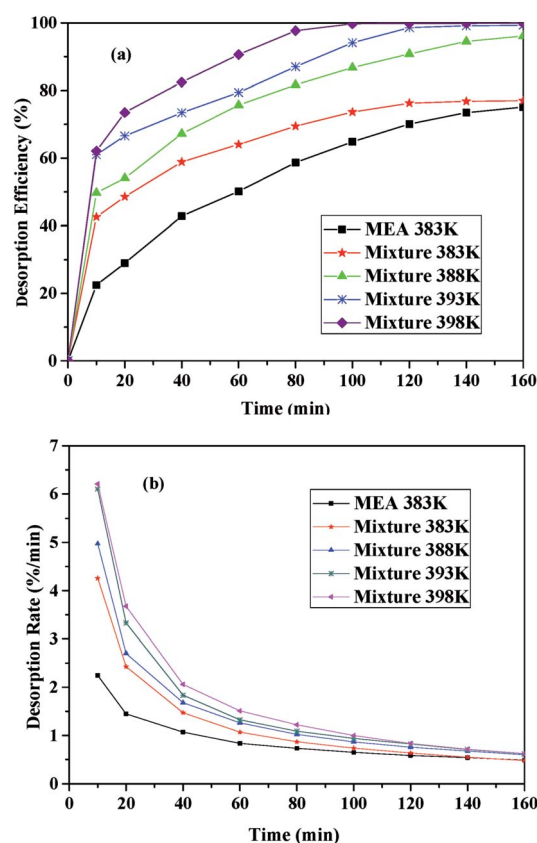 (a)
Desorption Efficiency (%)
100
80
60
40
20
0
MEA 383K
Mixture 383K
Mixture 388K
Mixture 393K
Mixture 398K
0 20 40 60 80 100 120 140 160
Time (min)
(b)
Desorption Rate (%/min)
7
6
5
4
3
2
1
0
MEA 383K
Mixture 383K
Mixture 388K
Mixture 393K
Mixture 398K
0 20 40 60 80 100 120 140 160
Time (min)